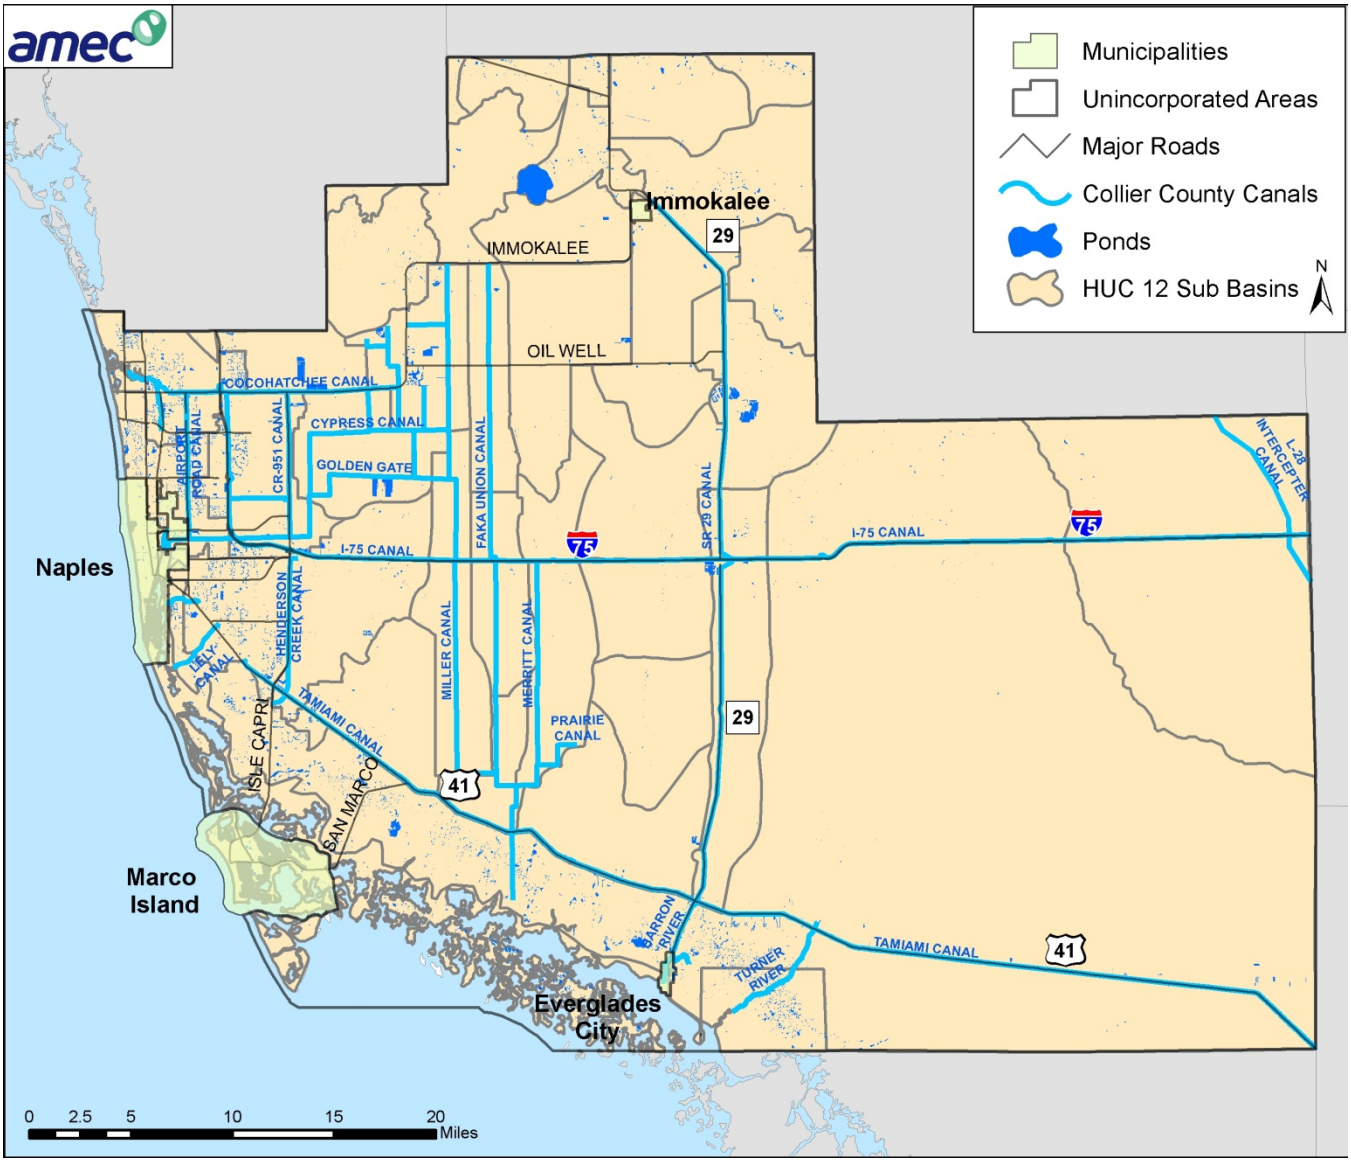 amec
Municipalities
Unincorporated Areas
Major Roads
Collier County Canals
Ponds
HUC 12 Sub Basins
N
Immokalee
29
IMMOKALEE
OIL WELL
COCOHATCHEE CANAL
CYPRESS CANAL
GOLDEN GATE
AIRPORT
ROAD CANAL
CR-951 CANAL
FAKA UNION CANAL
SR 29 CANAL
L-28
INTERCEPTER
CANAL
75
I-75 CANAL
75
I-75 CANAL
Naples
HENDERSON
CREEK CANAL
MILLER CANAL
MERRITT CANAL
LELY
CANAL
PRAIRIE
CANAL
29
TAMIAMI CANAL
ISLE CAPRI
SAN MARCO
41
Marco
Island
BARRON
RIVER
TURNER
RIVER
TAMIAMI CANAL
41
Everglades
City
0 2.5 5 10 15 20
Miles